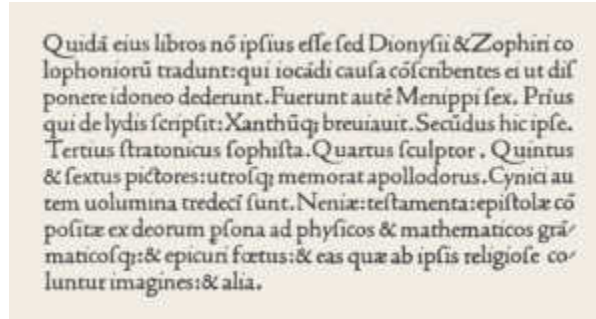 Quidā eius libros nō ipſius eſſe ſed Dionyſii & Zophiri co
lophoniorū tradunt: qui iocādi cauſa cōſcribentes ei ut diſ
ponere idoneo dederunt. Fuerunt autē Menippi ſex. Prius
qui de lydis ſcripſit: Xanthūq; breuiauit. Secūdus hic ipſe.
Tertius ſtratonicus ſophiſta. Quartus ſculptor. Quintus
& ſextus pictores: utroſq; memorat apollodorus. Cynici au
tem uolumina tredecī ſunt. Neniæ: teſtamenta: epiſtolæ cō
poſitæ ex deorum pſona ad phyſicos & mathematicos grā⸗
maticoſq;: & epicuri fœtus: & eas quæ ab ipſis religioſe co⸗
luntur imagines: & alia.